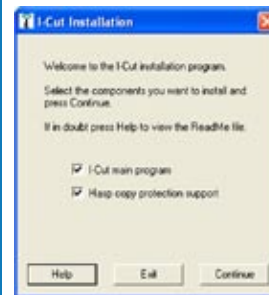 I-Cut Installation
Welcome to the I-Cut installation program.
Select the components you want to install and
press Continue.
If in doubt press Help to view the ReadMe file.
I-Cut main program
Hasp copy protection support
Help
Exit
Continue